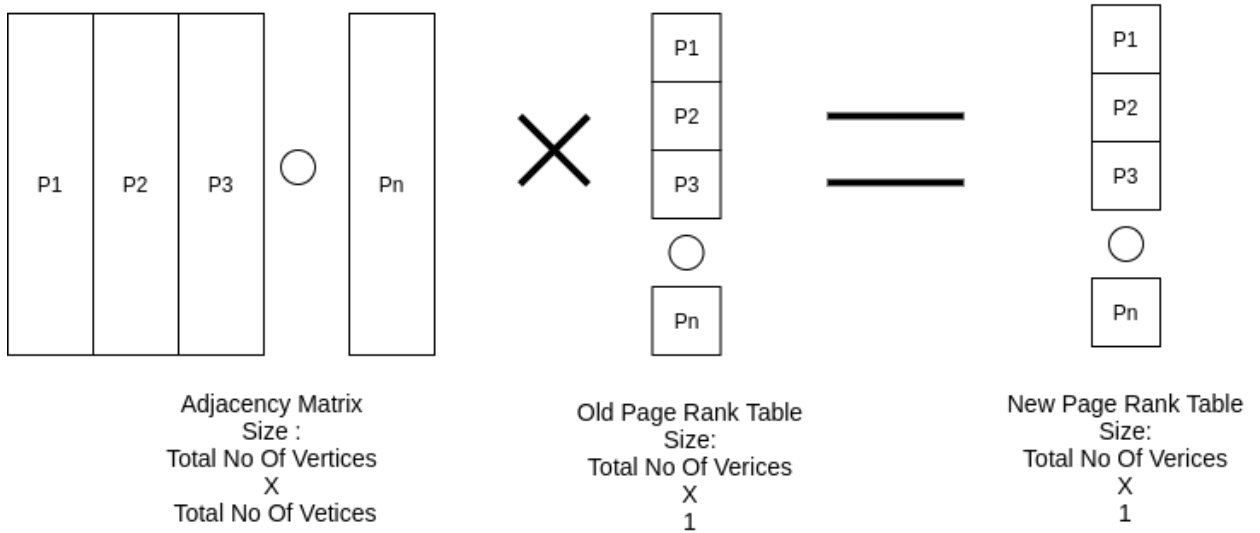 P1
P2
P3
Pn
P1
P2
P3
Pn
P1
P2
P3
Pn
Adjacency Matrix
Size :
Total No Of Vertices
X
Total No Of Vetices
Old Page Rank Table
Size:
Total No Of Verices
X
1
New Page Rank Table
Size:
Total No Of Verices
X
1